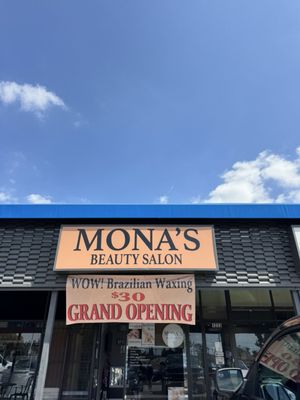 MONA'S
BEAUTY SALON
WOW! Brazilian Waxing
$30
GRAND OPENING